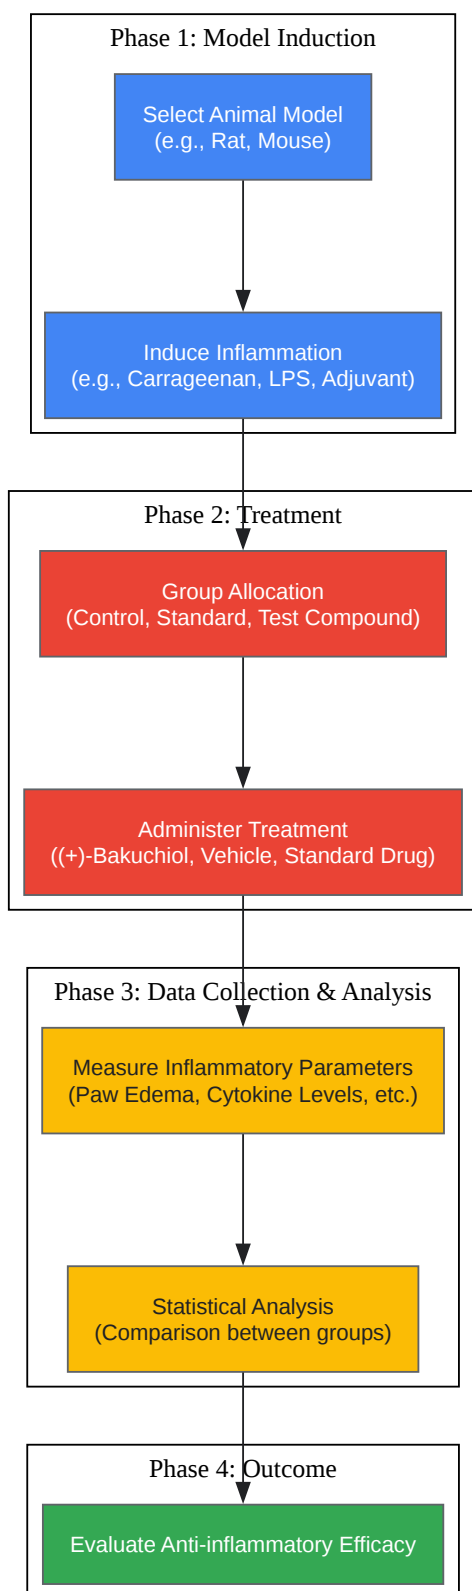 Phase 1: Model Induction
Select Animal Model
(e.g., Rat, Mouse)
Induce Inflammation
(e.g., Carrageenan, LPS, Adjuvant)
Phase 2: Treatment
Group Allocation
(Control, Standard, Test Compound)
Administer Treatment
((+)-Bakuchiol, Vehicle, Standard Drug)
Phase 3: Data Collection & Analysis
Measure Inflammatory Parameters
(Paw Edema, Cytokine Levels, etc.)
Statistical Analysis
(Comparison between groups)
Phase 4: Outcome
Evaluate Anti-inflammatory Efficacy